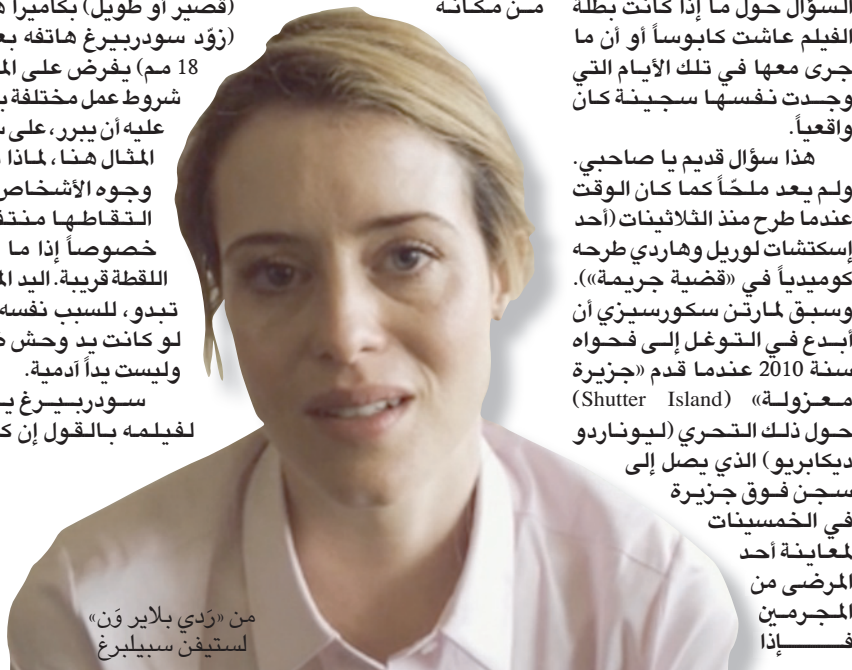 السؤال حول ما إذا كانت بطلة
الفيلم عاشت كابوساً أو أن ما
جرى معها في تلك الأيام التي
وجدت نفسها سجينة كان
واقعياً.
هذا سؤال قديم يا صاحبي.
ولم يعد ملحّاً كما كان الوقت
عندما طرح منذ الثلاثينات (أحد
إسكتشات لوريل وهاردي طرحه
كوميدياً في «قضية جريمة»).
وسبق لمارتن سكورسيزي أن
أبدع في التوغل إلى فحواه
سنة 2010 عندما قدم «جزيرة
معزولة» (Shutter Island)
حول ذلك التحري (ليوناردو
ديكابريو) الذي يصل إلى
سجن فوق جزيرة
في الخمسينات
لمعاينة أحد
المرضى من
المجرمين
فإذا
من مكانه
(قصير أو طويل) بكاميرا
(زوّد سودربيرغ هاتفه
18 مم) يفرض على
شروط عمل مختلفة
عليه أن يبرر، على
المثال هنا، لماذا
وجوه الأشخاص
التقاطها
خصوصاً إذا ما
اللقطة قريبة. اليد
تبدو، للسبب نفسه
لو كانت يد وحش
وليست يداً آدمية.
سودربيرغ
لفيلمه بالقول إن
من «رَدي بلاير وَن»
لستيفن سبيلبرغ